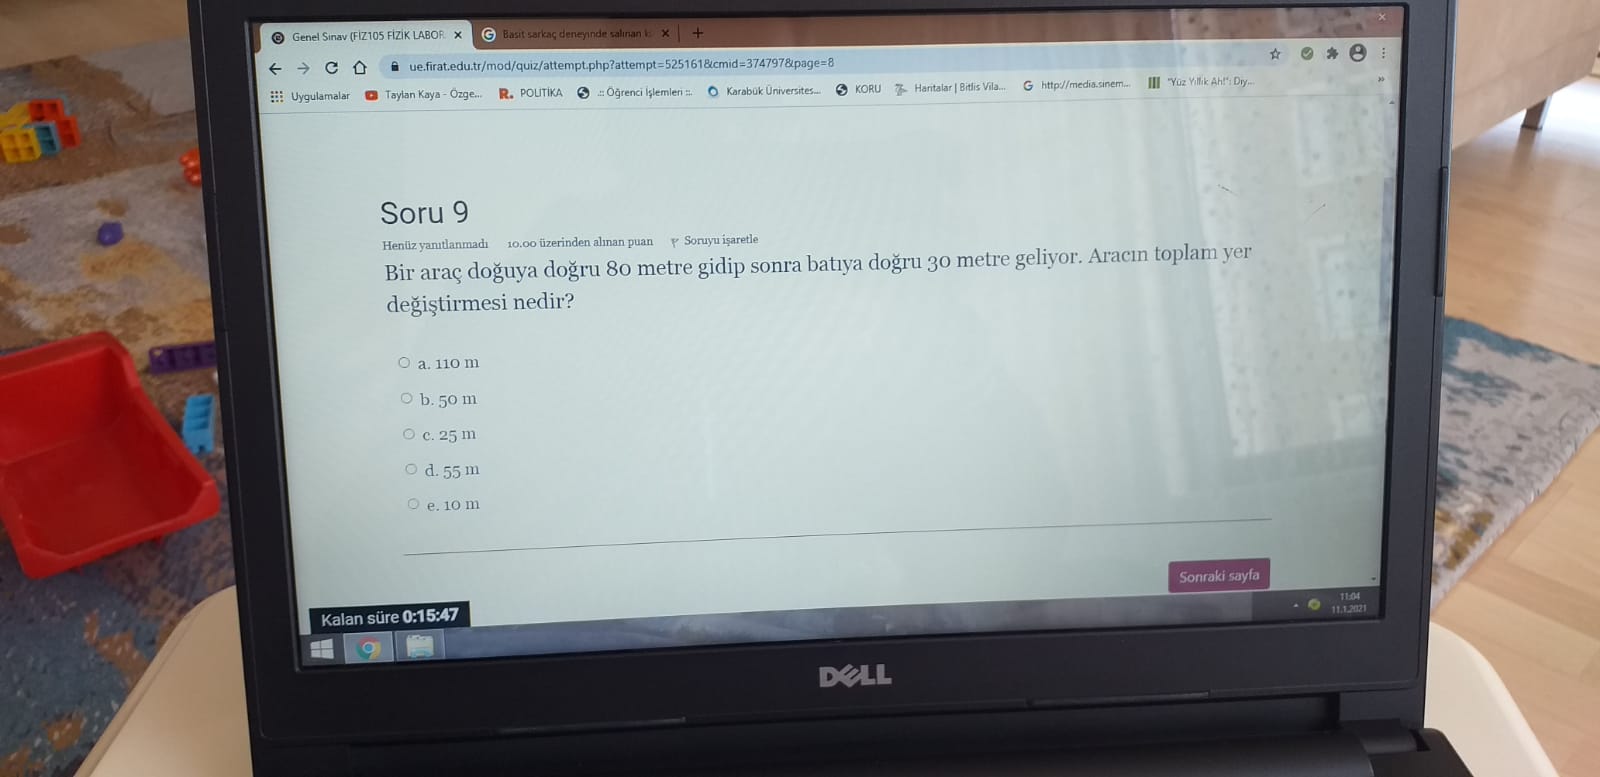 Genel Sınav (FİZ105 FİZİK LABOR. Basit sarkaç deneyinde salınan k
ue.firat.edu.tr/mod/quiz/attempt.php?attempt=525161&cmid=374797&page=8
Uygulamalar Taylan Kaya - Özge... R. POLİTİKA .:: Öğrenci İşlemleri ::. Karabük Üniversites... KORU Haritalar | Bitlis Vila... http://media.sinem... "Yüz Yıllık Ah!": Diy...
Soru 9
Henüz yanıtlanmadı 10.00 üzerinden alınan puan Soruyu işaretle
Bir araç doğuya doğru 80 metre gidip sonra batıya doğru 30 metre geliyor. Aracın toplam yer
değiştirmesi nedir?
a. 110 m
b. 50 m
c. 25 m
d. 55 m
e. 10 m
Sonraki sayfa
Kalan süre 0:15:47
11:04
11.1.2021
DELL